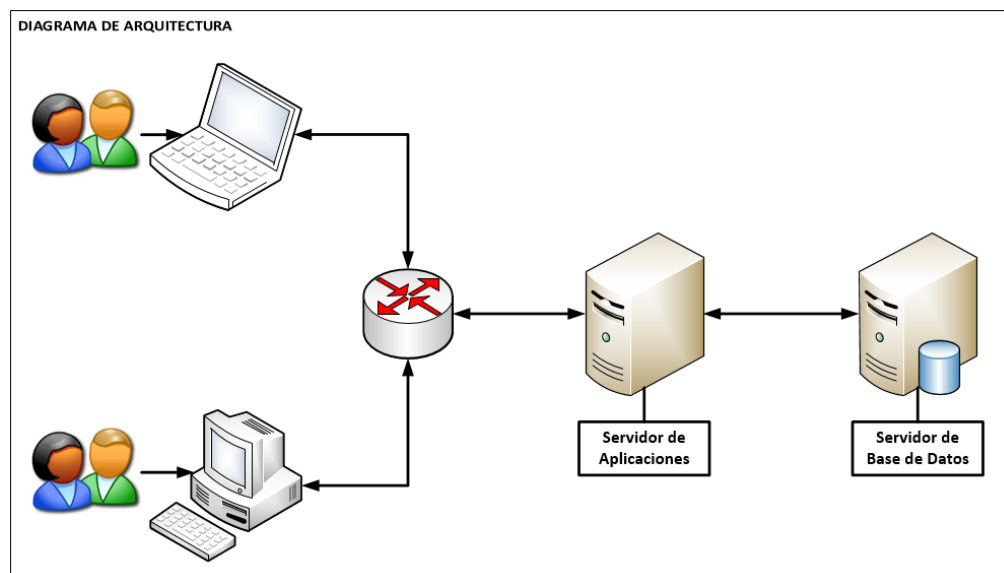 DIAGRAMA DE ARQUITECTURA
Servidor de
Aplicaciones
Servidor de
Base de Datos